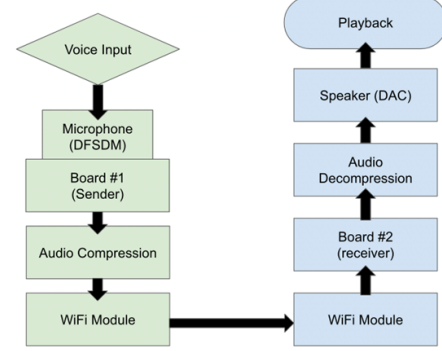 Voice Input
Microphone
(DFSDM)
Board #1
(Sender)
Audio Compression
WiFi Module
Playback
Speaker (DAC)
Audio
Decompression
Board #2
(receiver)
WiFi Module